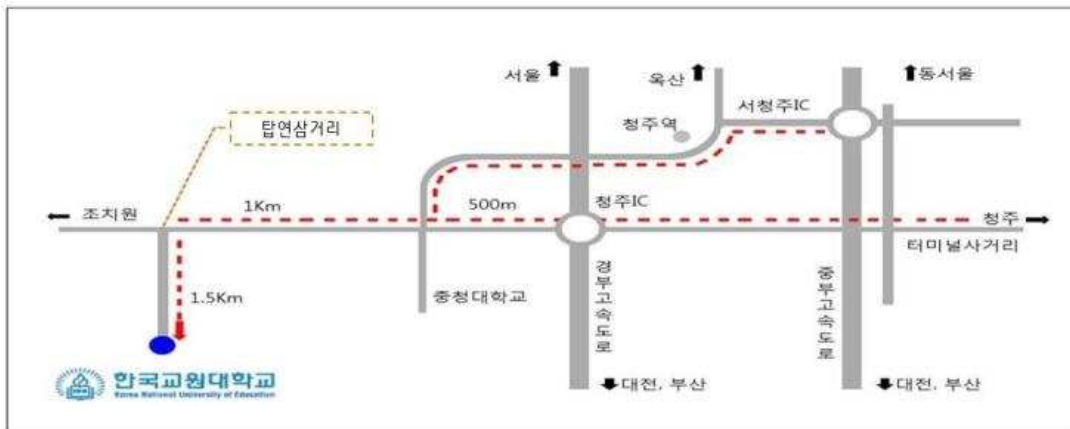 서울
옥산
동서울
서청주IC
청주역
탑연삼거리
조치원
1Km
500m
청주IC
청주
터미널사거리
1.5Km
중청대학교
경부고속도로
중부고속도로
한국교원대학교
Korea National University of Education
대전, 부산
대전, 부산